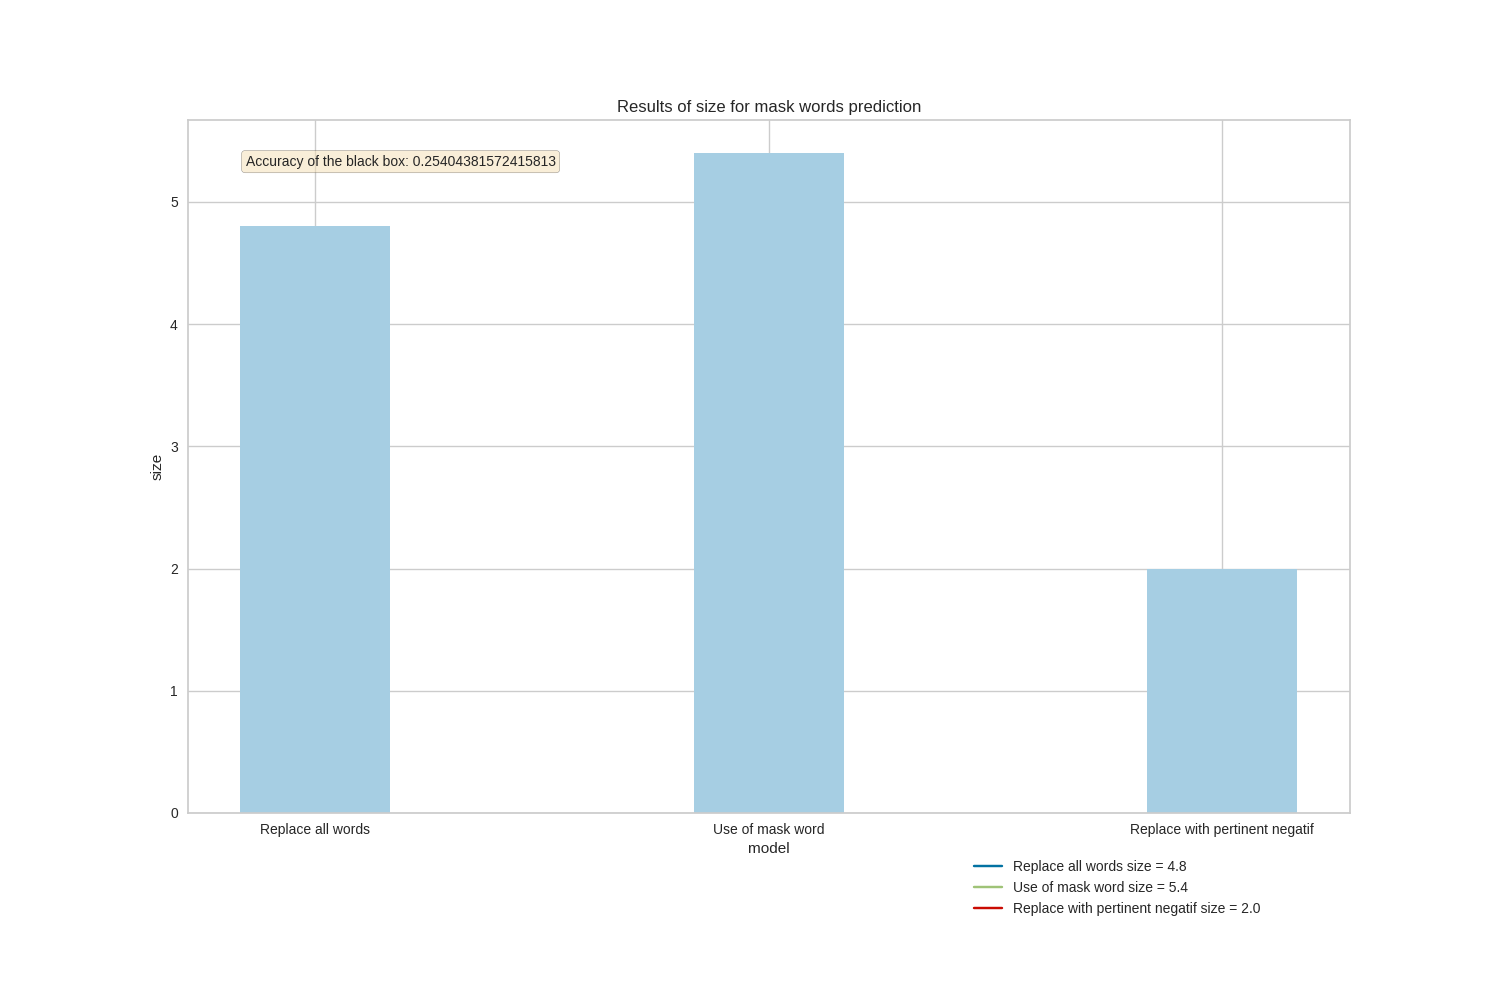 Results of size for mask words prediction
Accuracy of the black box: 0.25404381572415813
5
4
3
2
1
0
size
Replace all words
Use of mask word
Replace with pertinent negatif
model
Replace all words size = 4.8
Use of mask word size = 5.4
Replace with pertinent negatif size = 2.0